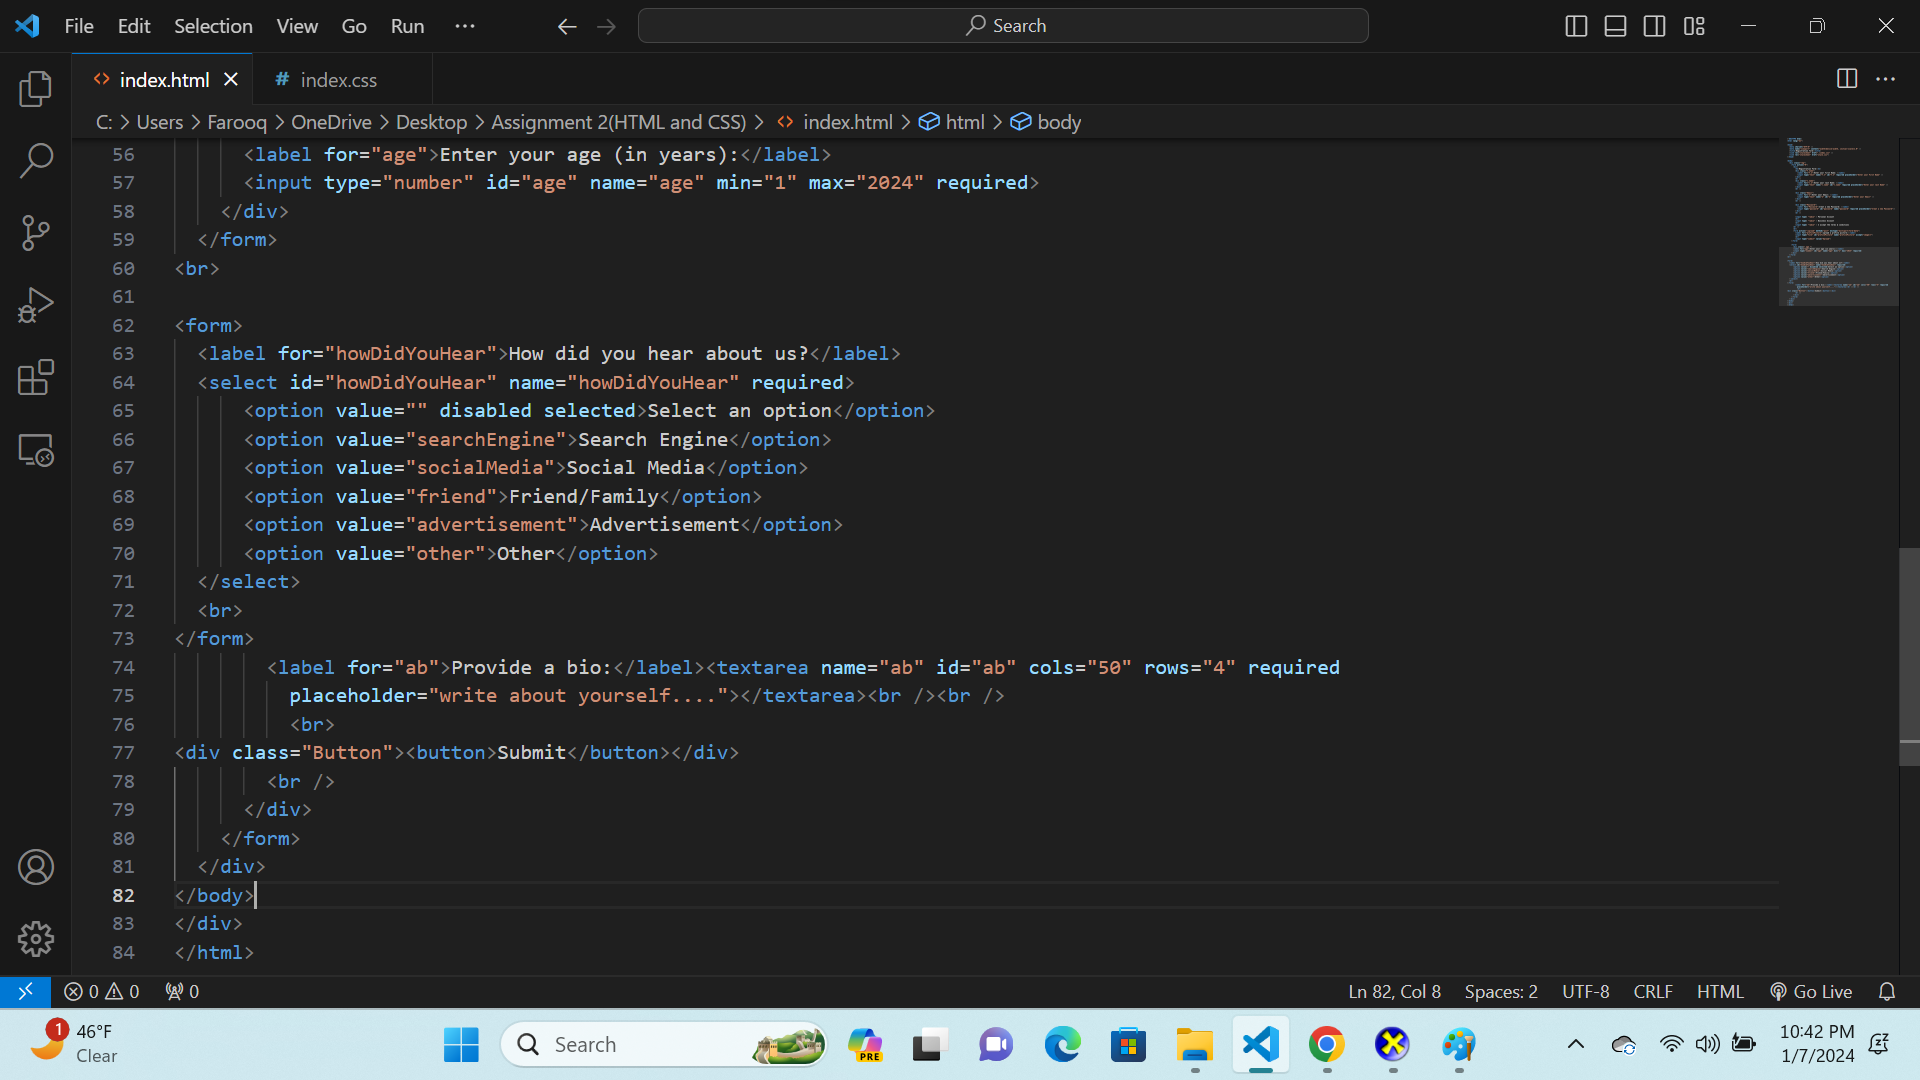 File Edit Selection View Go Run ··· Search
index.html index.css
C: > Users > Farooq > OneDrive > Desktop > Assignment 2(HTML and CSS) > index.html > html > body
56 <label for="age">Enter your age (in years):</label>
57 <input type="number" id="age" name="age" min="1" max="2024" required>
58 </div>
59 </form>
60 <br>
61
62 <form>
63 <label for="howDidYouHear">How did you hear about us?</label>
64 <select id="howDidYouHear" name="howDidYouHear" required>
65 <option value="" disabled selected>Select an option</option>
66 <option value="searchEngine">Search Engine</option>
67 <option value="socialMedia">Social Media</option>
68 <option value="friend">Friend/Family</option>
69 <option value="advertisement">Advertisement</option>
70 <option value="other">Other</option>
71 </select>
72 <br>
73 </form>
74 <label for="ab">Provide a bio:</label><textarea name="ab" id="ab" cols="50" rows="4" required
75 placeholder="write about yourself...."></textarea><br /><br />
76 <br>
77 <div class="Button"><button>Submit</button></div>
78 <br />
79 </div>
80 </form>
81 </div>
82 </body>
83 </div>
84 </html>
0 0 0 Ln 82, Col 8 Spaces: 2 UTF-8 CRLF HTML Go Live
1 46°F Search PRE 10:42 PM
Clear 1/7/2024